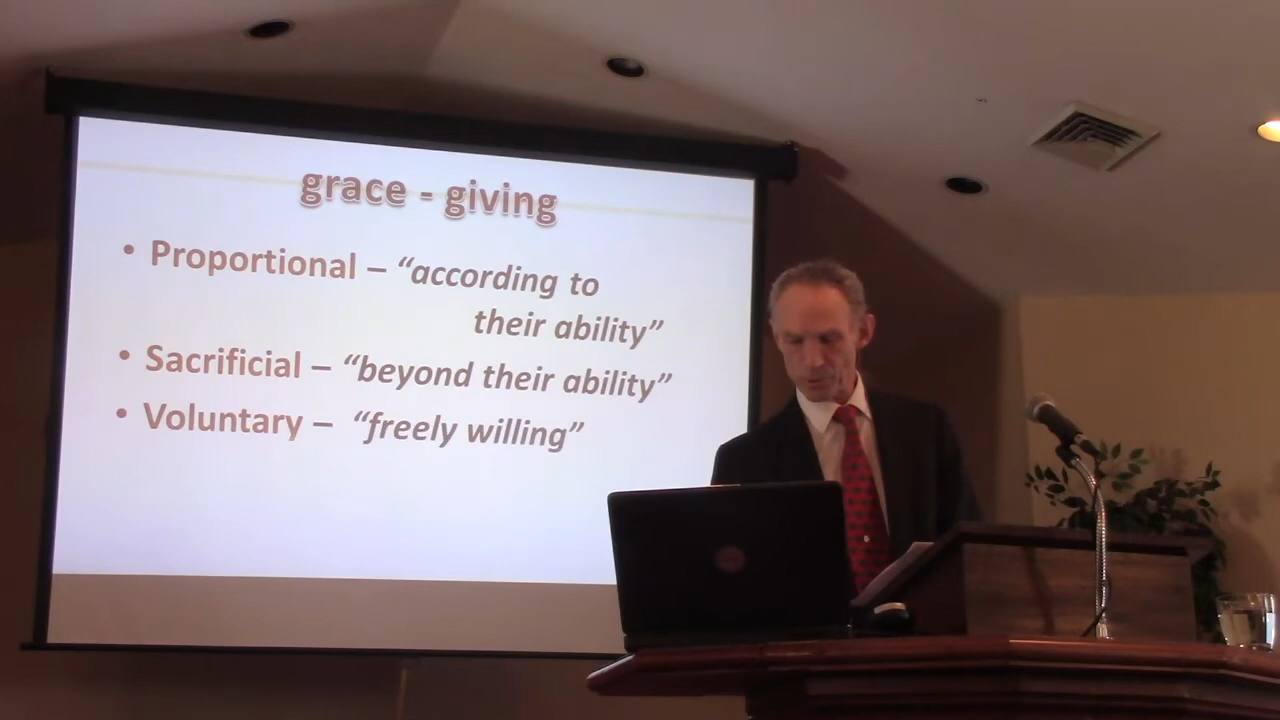 grace - giving
• Proportional – “according to
their ability”
• Sacrificial – “beyond their ability”
• Voluntary – “freely willing”